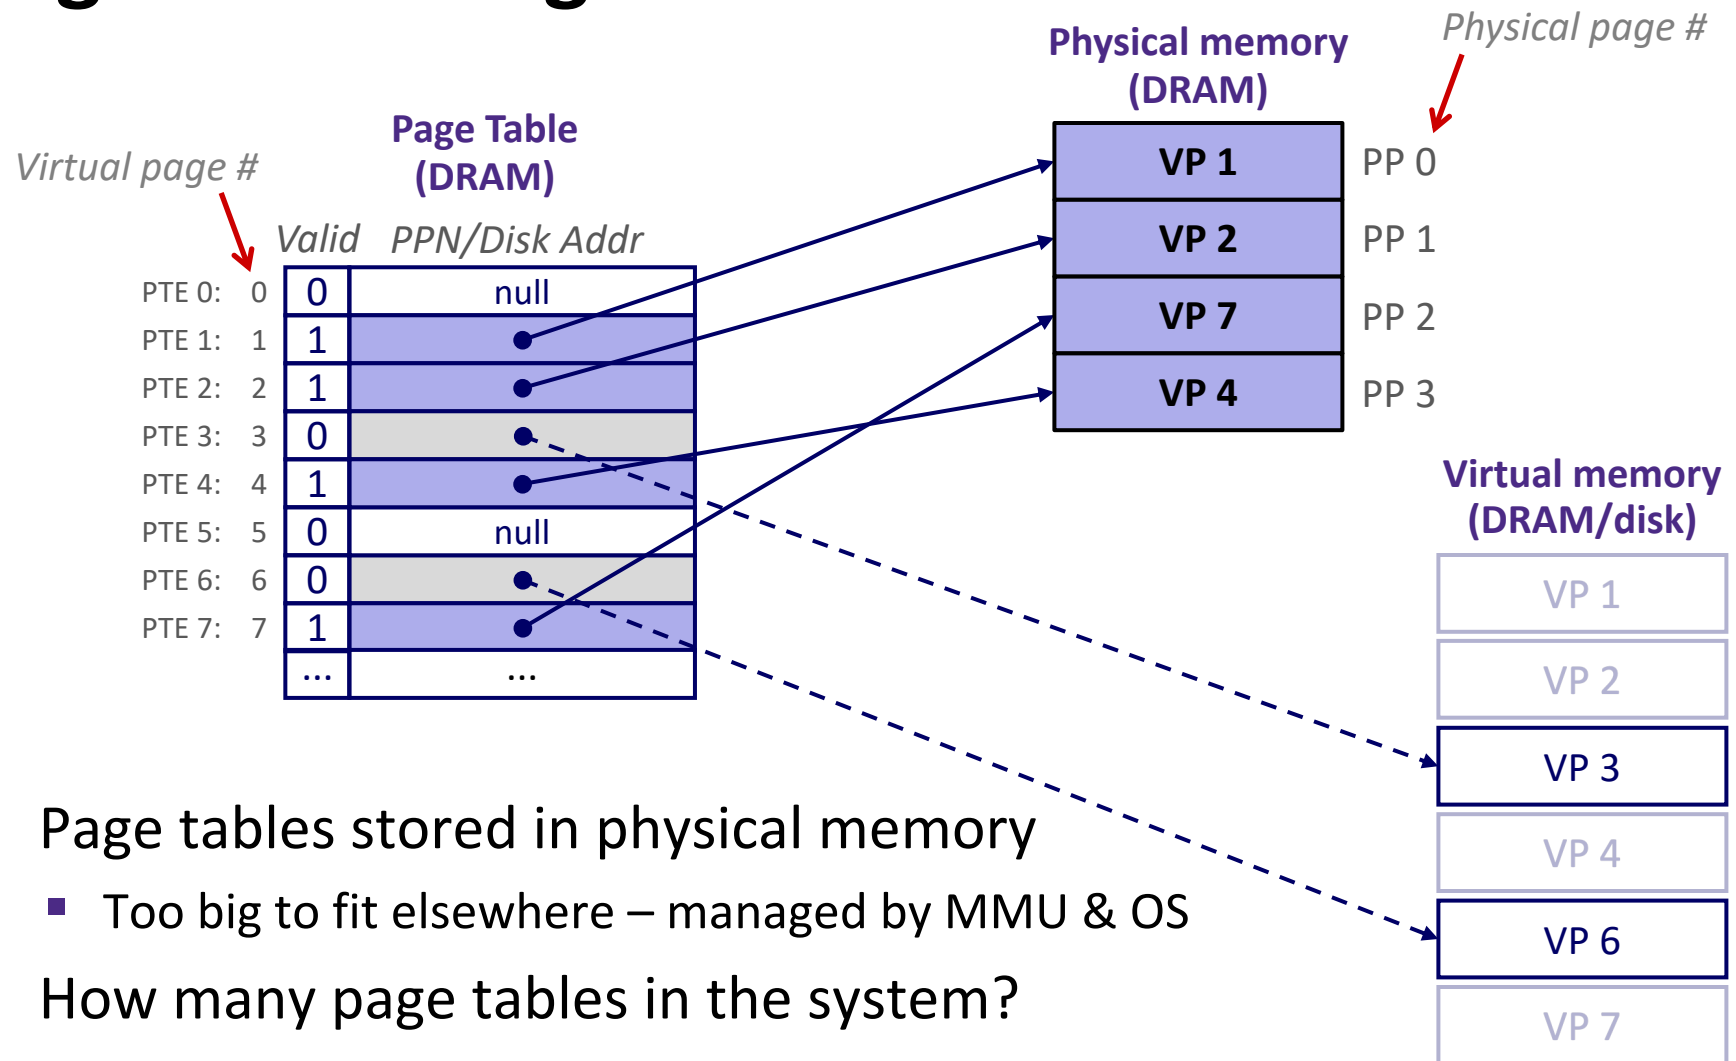 Physical page #
Physical memory
(DRAM)
Page Table
(DRAM)
Virtual page #
Valid PPN/Disk Addr
PTE 0: 0 0 null
PTE 1: 1 1
PTE 2: 2 1
PTE 3: 3 0
PTE 4: 4 1
PTE 5: 5 0 null
PTE 6: 6 0
PTE 7: 7 1
... ...
VP 1 PP 0
VP 2 PP 1
VP 7 PP 2
VP 4 PP 3
Virtual memory
(DRAM/disk)
VP 1
VP 2
VP 3
VP 4
VP 6
VP 7
Page tables stored in physical memory
▪ Too big to fit elsewhere – managed by MMU & OS
How many page tables in the system?